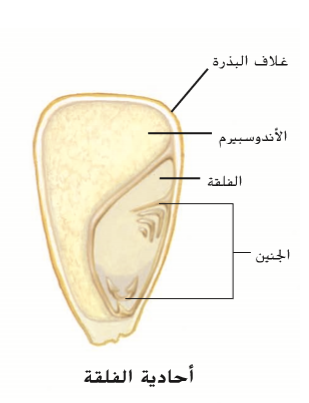 غلاف البذرة
الأندوسبيرم
الفلقة
الجنين
أحادية الفلقة